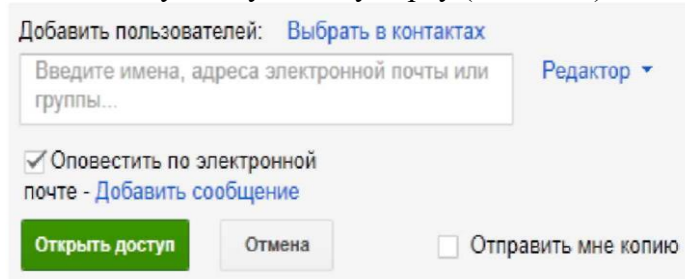 Добавить пользователей: Выбрать в контактах
Введите имена, адреса электронной почты или
группы...
Редактор
Оповестить по электронной
почте - Добавить сообщение
Открыть доступ Отмена Отправить мне копию